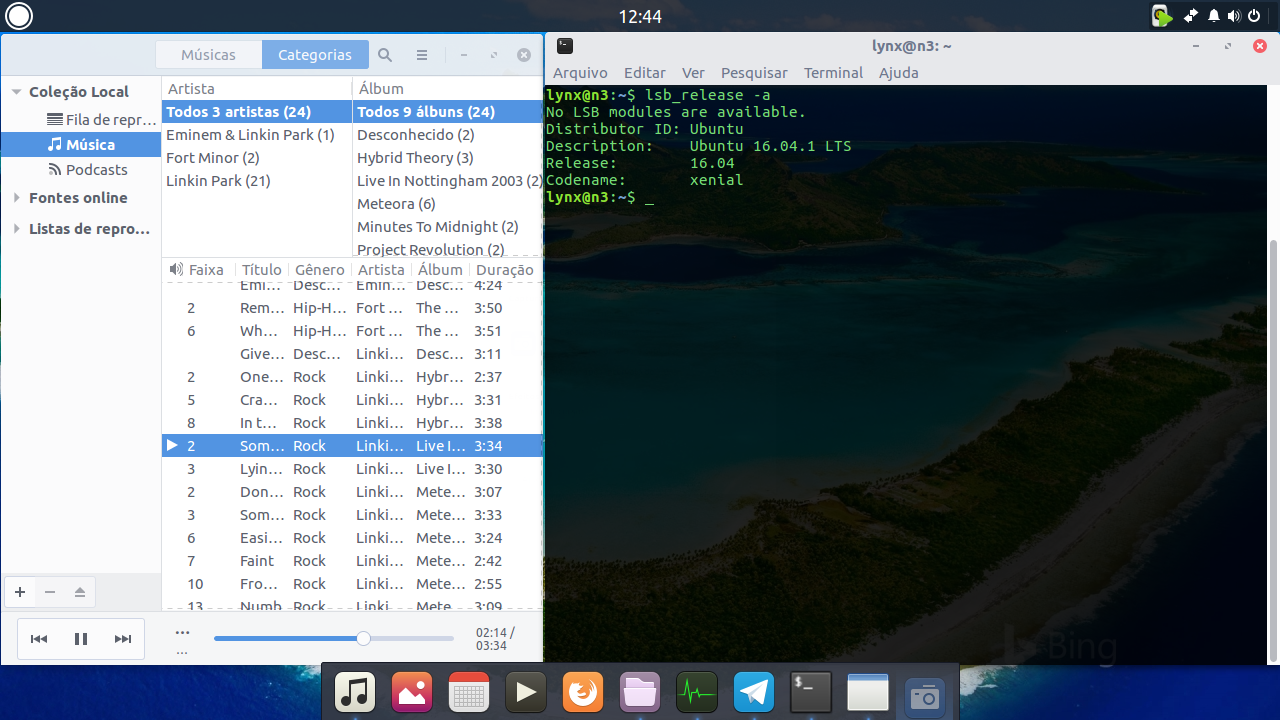 12:44
Músicas
Categorias
Coleção Local
Fila de repr...
Música
Podcasts
Fontes online
Listas de repro...
Artista
Todos 3 artistas (24)
Eminem & Linkin Park (1)
Fort Minor (2)
Linkin Park (21)
Álbum
Todos 9 álbuns (24)
Desconhecido (2)
Hybrid Theory (3)
Live In Nottingham 2003 (2)
Meteora (6)
Minutes To Midnight (2)
Project Revolution (2)
Faixa Título Gênero Artista Álbum Duração
Emi... Desc... Emin... Desc... 4:24
2 Rem... Hip-H... Fort ... The ... 3:50
6 Wh... Hip-H... Fort ... The ... 3:51
Give... Desc... Linki... Desc... 3:11
2 One... Rock Linki... Hybr... 2:37
5 Cra... Rock Linki... Hybr... 3:31
8 In t... Rock Linki... Hybr... 3:38
2 Som... Rock Linki... Live I... 3:34
3 Lyin... Rock Linki... Live I... 3:30
2 Don... Rock Linki... Mete... 3:07
3 Som... Rock Linki... Mete... 3:33
6 Easi... Rock Linki... Mete... 3:24
7 Faint Rock Linki... Mete... 2:42
10 Fro... Rock Linki... Mete... 2:55
13 Numb Rock Linki... Mete... 3:09
...
...
02:14 /
03:34
lynx@n3: ~
Arquivo Editar Ver Pesquisar Terminal Ajuda
lynx@n3:~$ lsb_release -a
No LSB modules are available.
Distributor ID: Ubuntu
Description: Ubuntu 16.04.1 LTS
Release: 16.04
Codename: xenial
lynx@n3:~$ _
Bing
$_